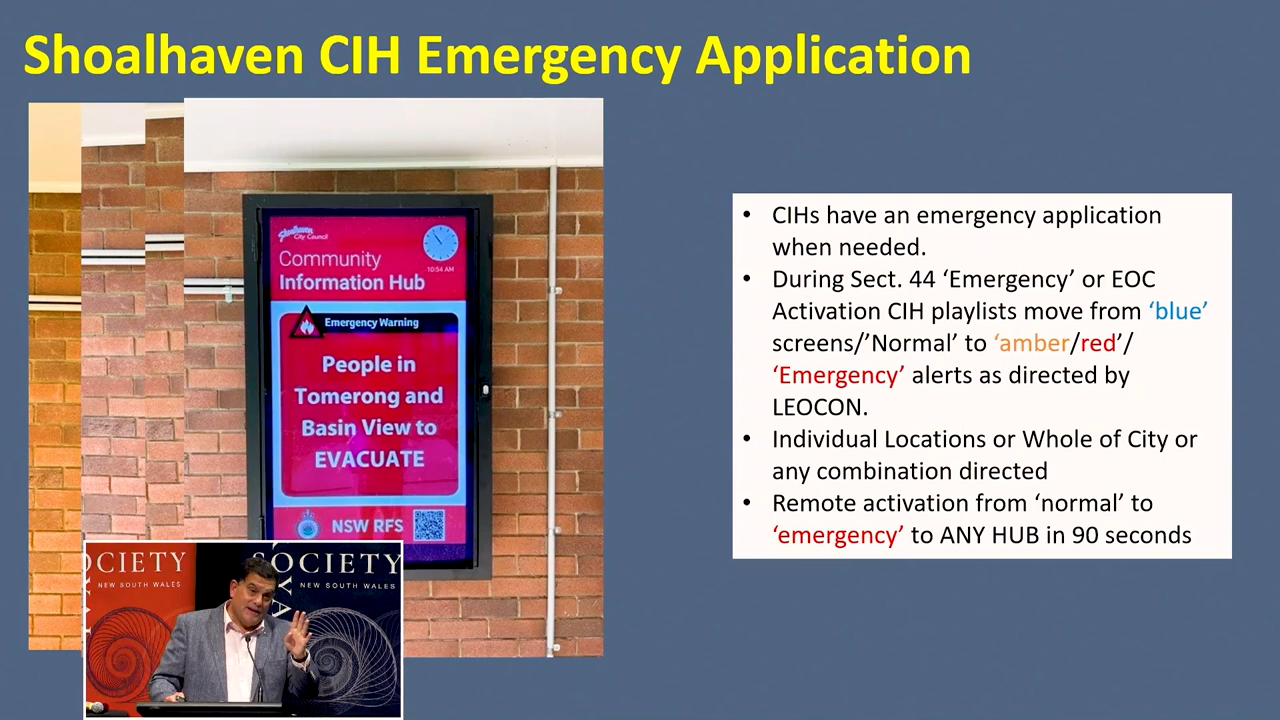 Shoalhaven CIH Emergency Application
Shoalhaven
City Council
10:54 AM
Community
Information Hub
Emergency Warning
People in
Tomerong and
Basin View to
EVACUATE
NSW RFS
• CIHs have an emergency application
when needed.
• During Sect. 44 ‘Emergency’ or EOC
Activation CIH playlists move from ‘blue’
screens/’Normal’ to ‘amber/red’/
‘Emergency’ alerts as directed by
LEOCON.
• Individual Locations or Whole of City or
any combination directed
• Remote activation from ‘normal’ to
‘emergency’ to ANY HUB in 90 seconds
OCIETY
NEW SOUTH WALES
SOCIETY
NEW SOUTH WALES